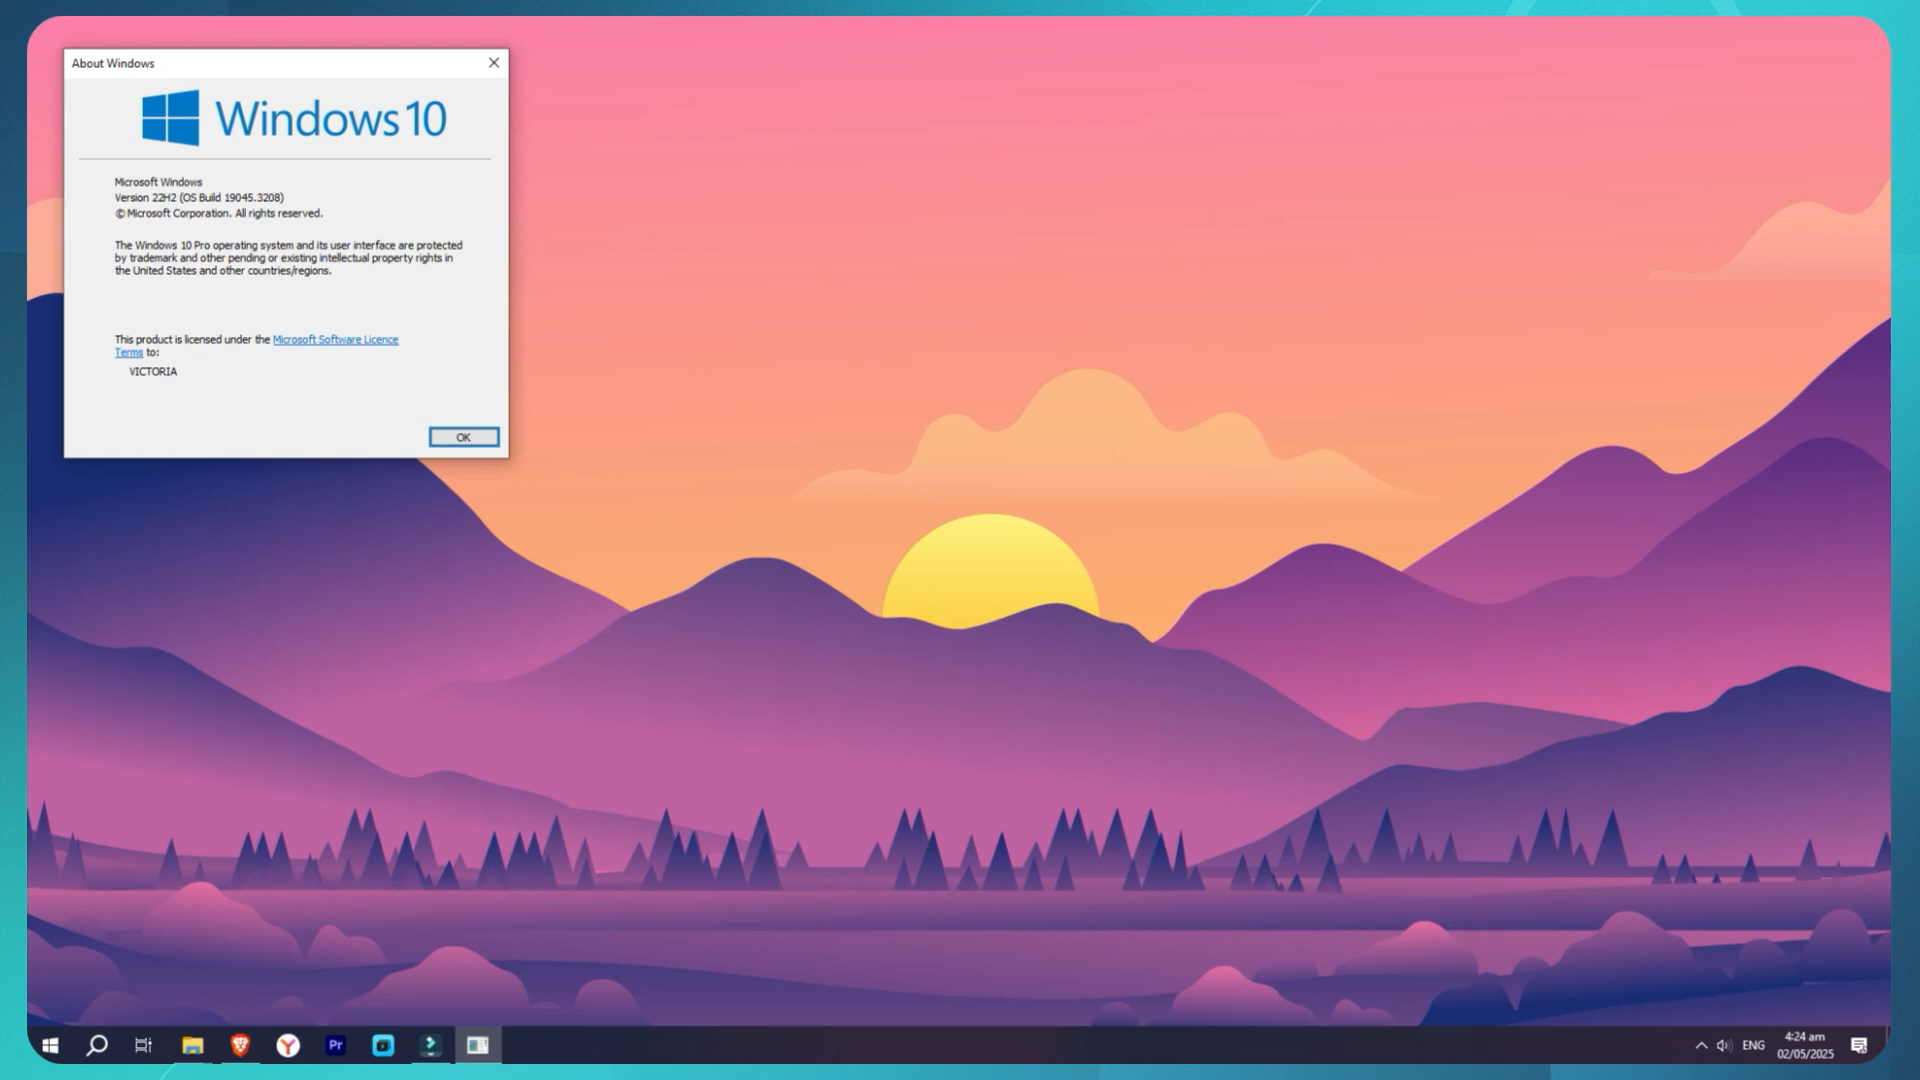 About Windows
Windows 10
Microsoft Windows
Version 22H2 (OS Build 19045.3208)
© Microsoft Corporation. All rights reserved.
The Windows 10 Pro operating system and its user interface are protected
by trademark and other pending or existing intellectual property rights in
the United States and other countries/regions.
This product is licensed under the Microsoft Software Licence
Terms to:
VICTORIA
OK
Pr
ENG
4:24 am
02/05/2025